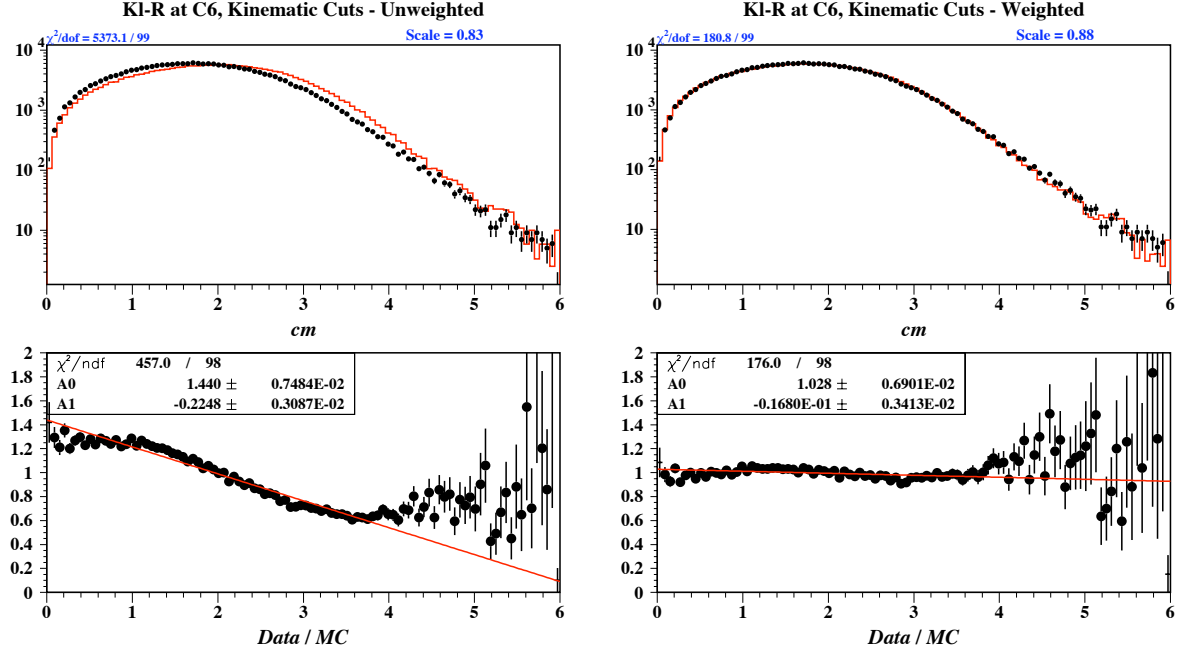 Kl-R at C6, Kinematic Cuts - Unweighted
χ²/dof = 5373.1 / 99
Scale = 0.83
10⁴
10³
10²
10
0 1 2 3 4 5 6
cm
Kl-R at C6, Kinematic Cuts - Weighted
χ²/dof = 180.8 / 99
Scale = 0.88
10⁴
10³
10²
10
0 1 2 3 4 5 6
cm
χ²/ndf 457.0 / 98
A0 1.440 ± 0.7484E-02
A1 -0.2248 ± 0.3087E-02
2
1.8
1.6
1.4
1.2
1
0.8
0.6
0.4
0.2
0
0 1 2 3 4 5 6
Data / MC
χ²/ndf 176.0 / 98
A0 1.028 ± 0.6901E-02
A1 -0.1680E-01 ± 0.3413E-02
2
1.8
1.6
1.4
1.2
1
0.8
0.6
0.4
0.2
0
0 1 2 3 4 5 6
Data / MC